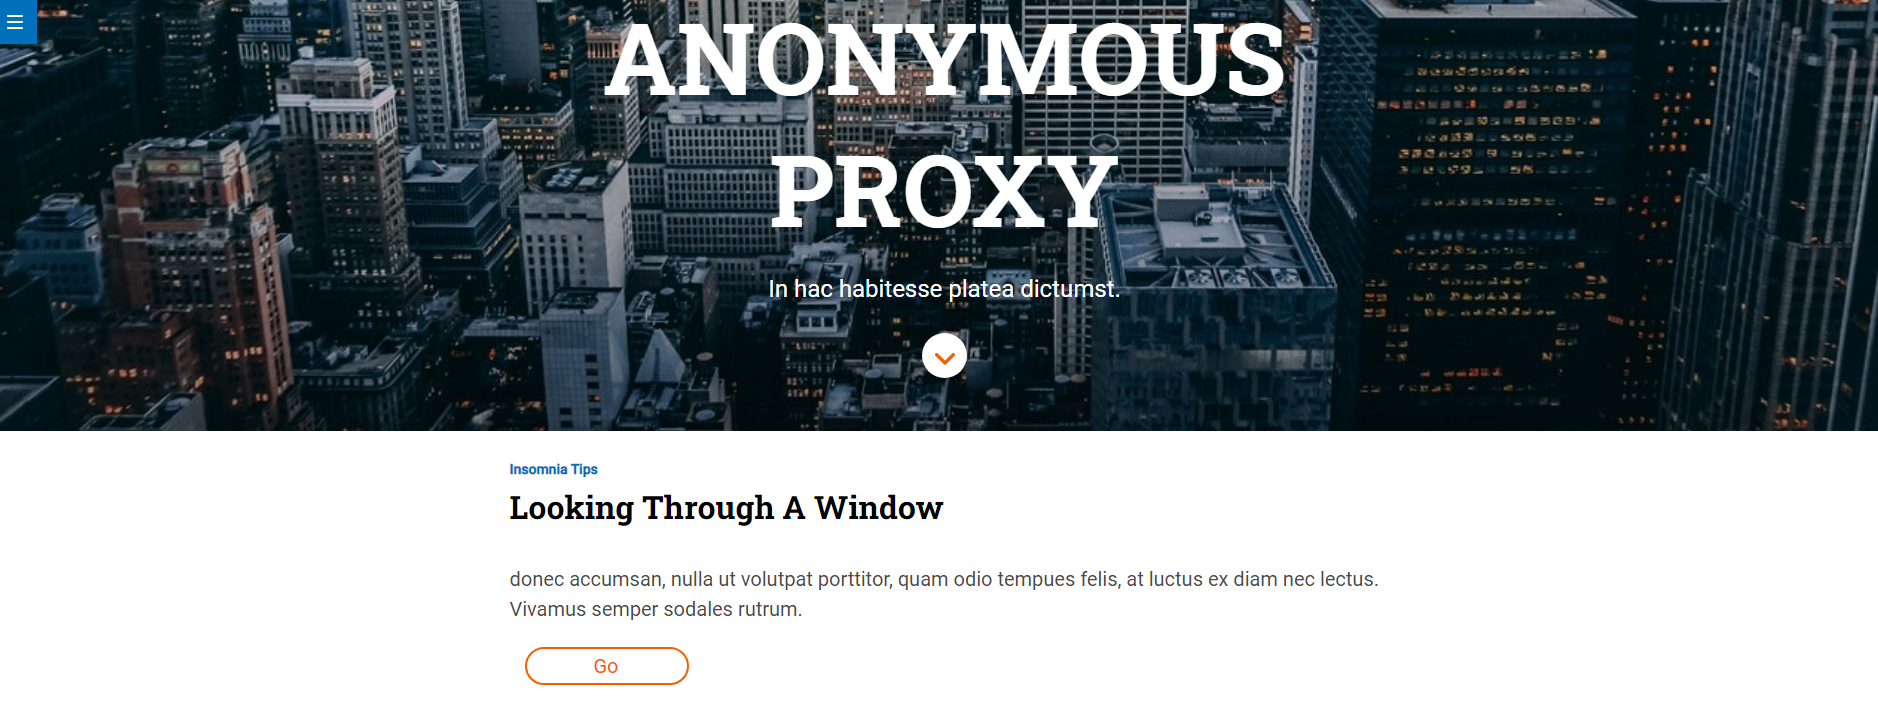 ANONYMOUS
PROXY
In hac habitesse platea dictumst.
Insomnia Tips
Looking Through A Window
donec accumsan, nulla ut volutpat porttitor, quam odio tempues felis, at luctus ex diam nec lectus.
Vivamus semper sodales rutrum.
Go